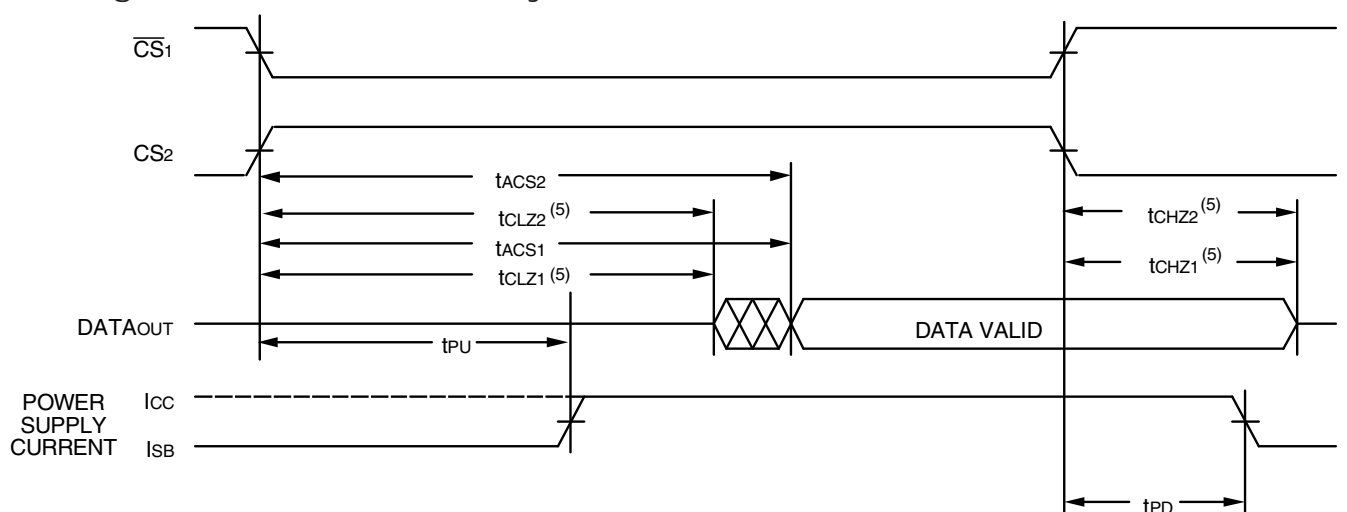 C̅S̅1
CS2
tACS2
tCLZ2 (5)
tACS1
tCLZ1 (5)
tCHZ2 (5)
tCHZ1 (5)
DATAOUT
DATA VALID
tPU
POWER
SUPPLY
CURRENT
ICC
ISB
tPD